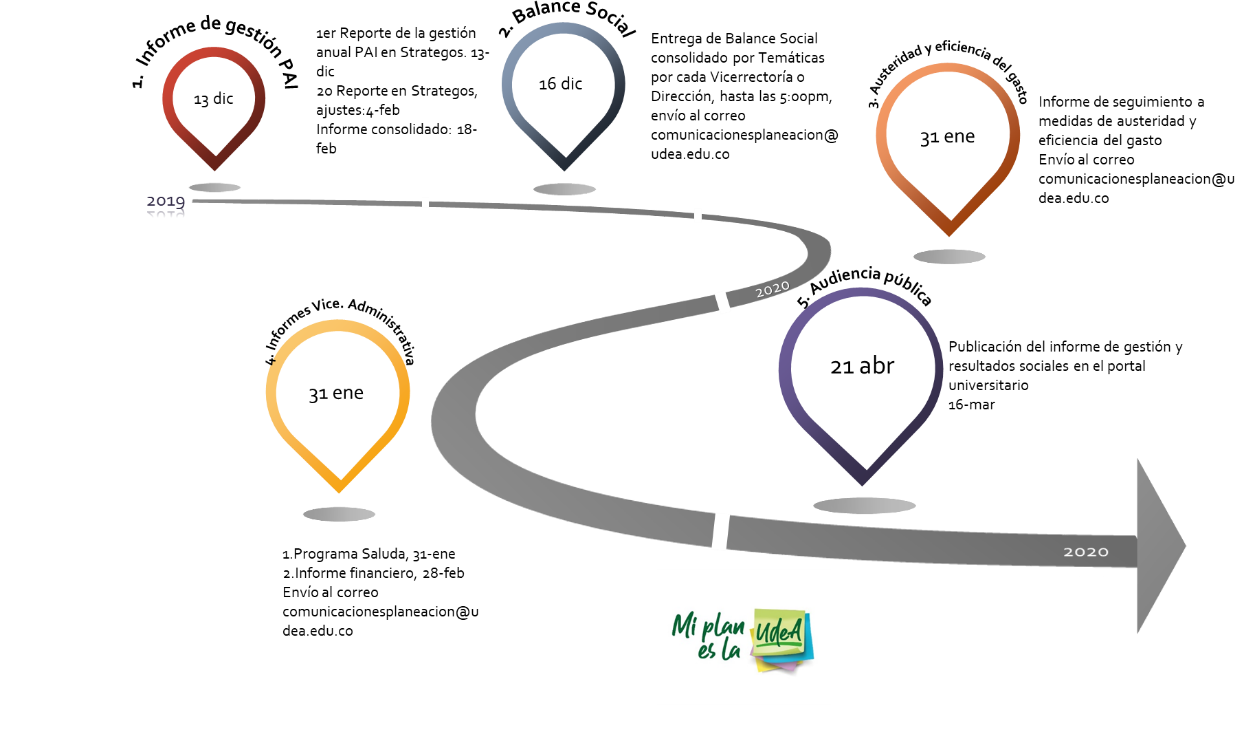 1. Informe de gestión PAI
13 dic
1er Reporte de la gestión
anual PAI en Strategos. 13-
dic
20 Reporte en Strategos,
ajustes:4-feb
Informe consolidado: 18-
feb
2. Balance Social
16 dic
Entrega de Balance Social
consolidado por Temáticas
por cada Vicerrectoría o
Dirección, hasta las 5:00pm,
envío al correo
comunicacionesplaneacion@
udea.edu.co
3. Austeridad y eficiencia del gasto
31 ene
Informe de seguimiento a
medidas de austeridad y
eficiencia del gasto
Envío al correo
comunicacionesplaneacion@u
dea.edu.co
2019
2020
4. Informes Vice. Administrativa
31 ene
1.Programa Saluda, 31-ene
2.Informe financiero, 28-feb
Envío al correo
comunicacionesplaneacion@u
dea.edu.co
5. Audiencia pública
21 abr
Publicación del informe de gestión y
resultados sociales en el portal
universitario
16-mar
2020
Mi plan
es la
UdeA